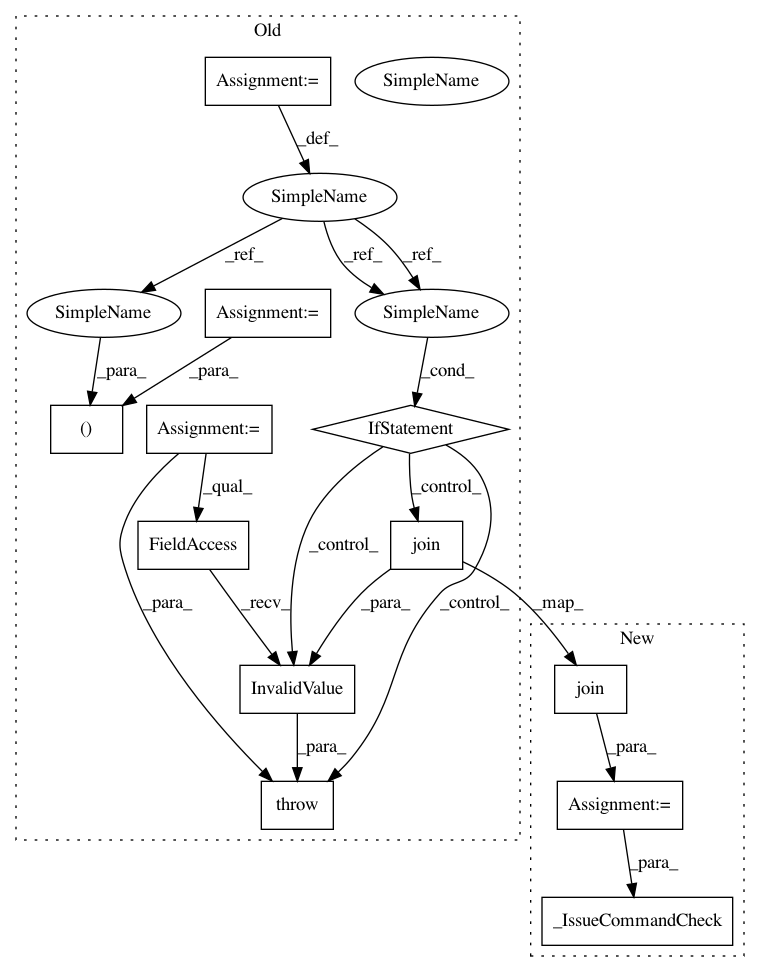 Old
Assignment:=
SimpleName
_def_
SimpleName
_ref_
_ref_
_ref_
SimpleName
Assignment:=
SimpleName
_para_
_para_
_cond_
()
Assignment:=
IfStatement
_qual_
_control_
FieldAccess
join
_control_
_para_
_recv_
_para_
_control_
_map_
New
InvalidValue
join
_para_
_para_
throw
Assignment:=
_para_
_IssueCommandCheck